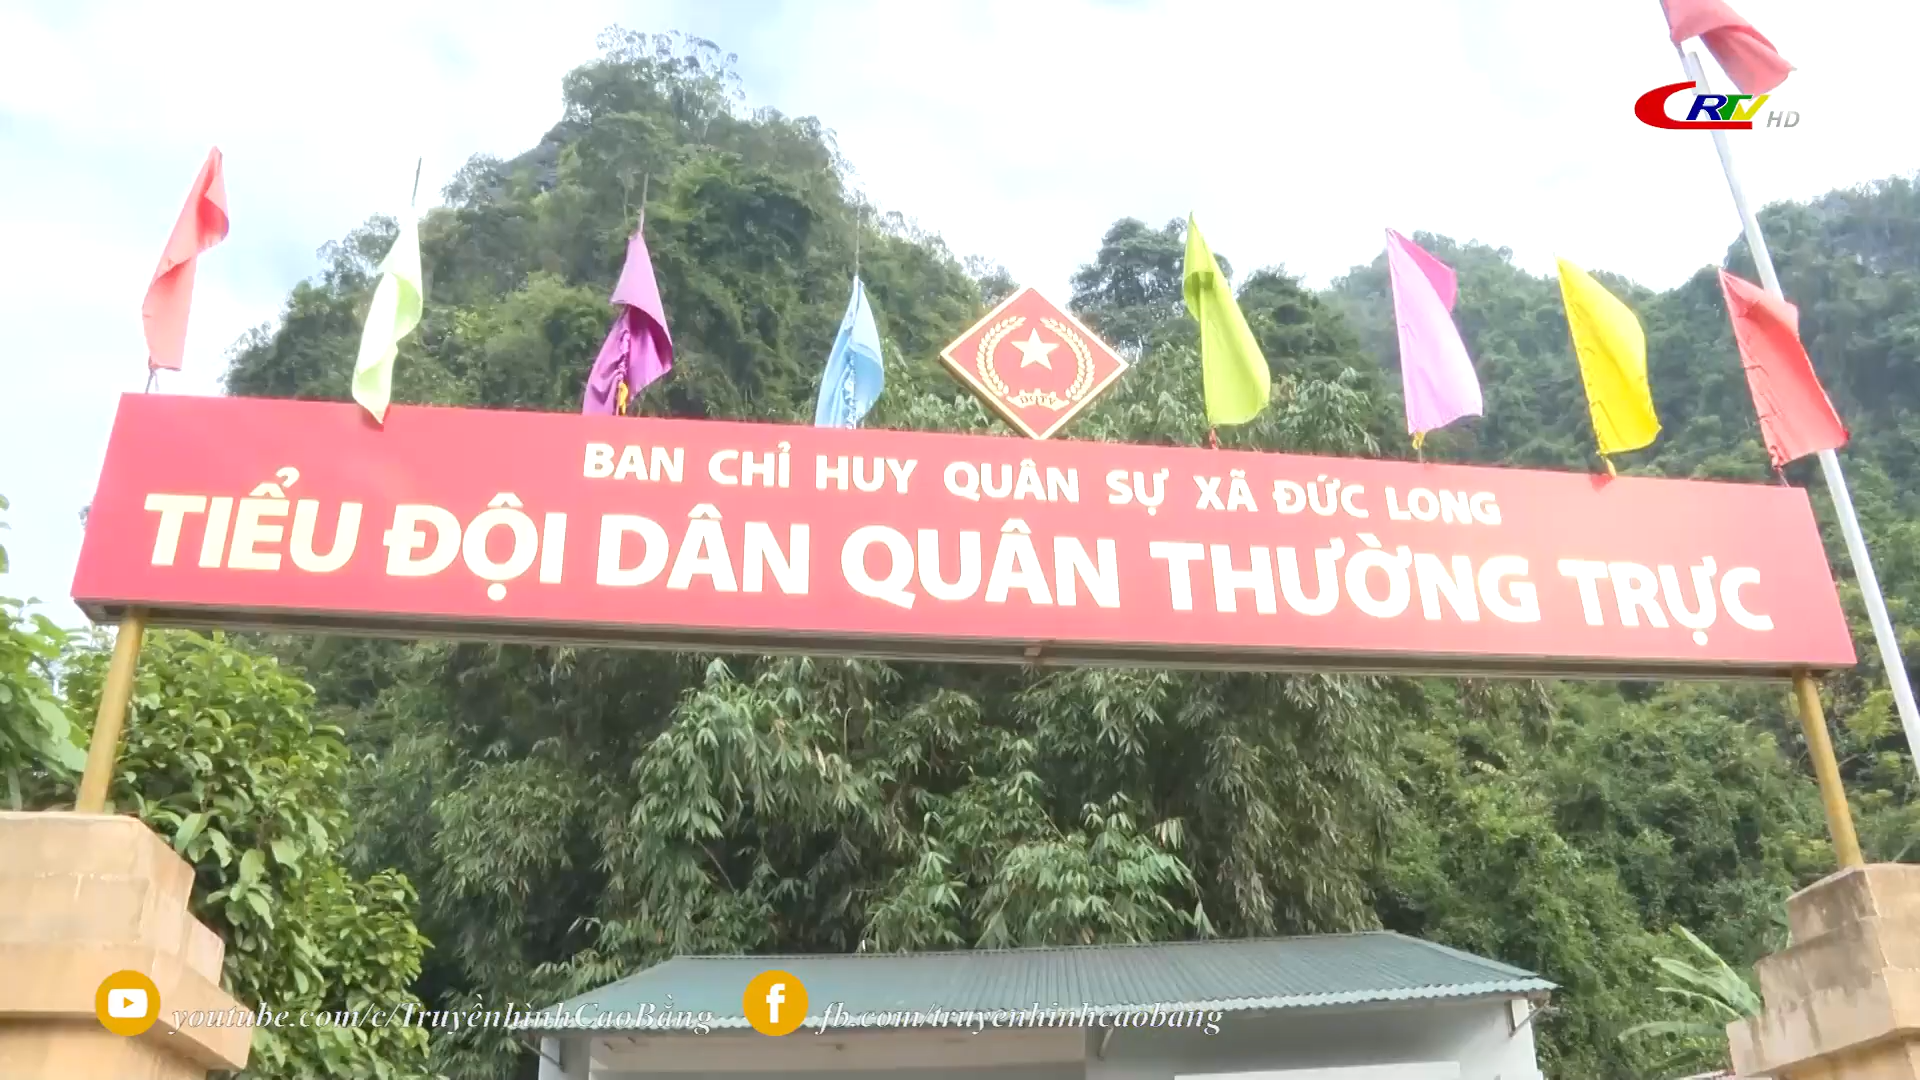 CRTV HD
BAN CHỈ HUY QUÂN SỰ XÃ ĐỨC LONG
TIỂU ĐỘI DÂN QUÂN THƯỜNG TRỰC
youtube.com/c/TruyềnhìnhCaoBằng
fb.com/truyenhinhcaobang